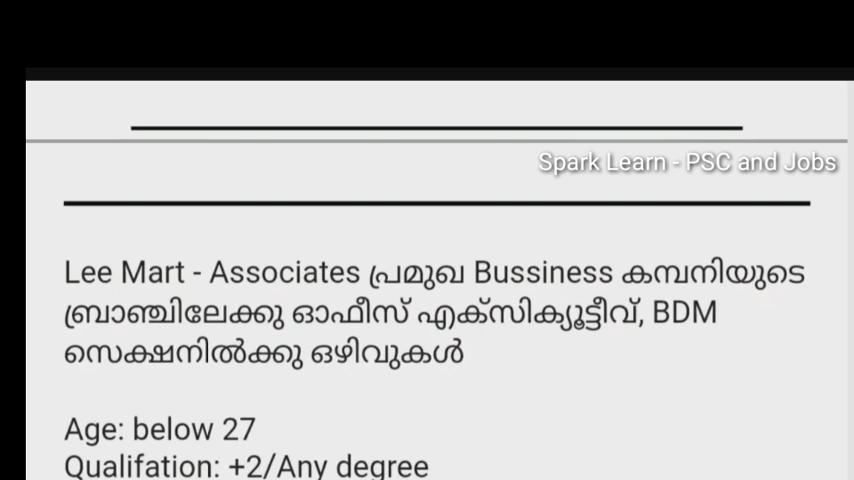 Spark Learn - PSC and Jobs
Lee Mart - Associates പ്രമുഖ Bussiness കമ്പനിയുടെ
ബ്രാഞ്ചിലേക്കു ഓഫീസ് എക്സിക്യൂട്ടീവ്, BDM
സെക്ഷനിൽക്കു ഒഴിവുകൾ
Age: below 27
Qualifation: +2/Any degree